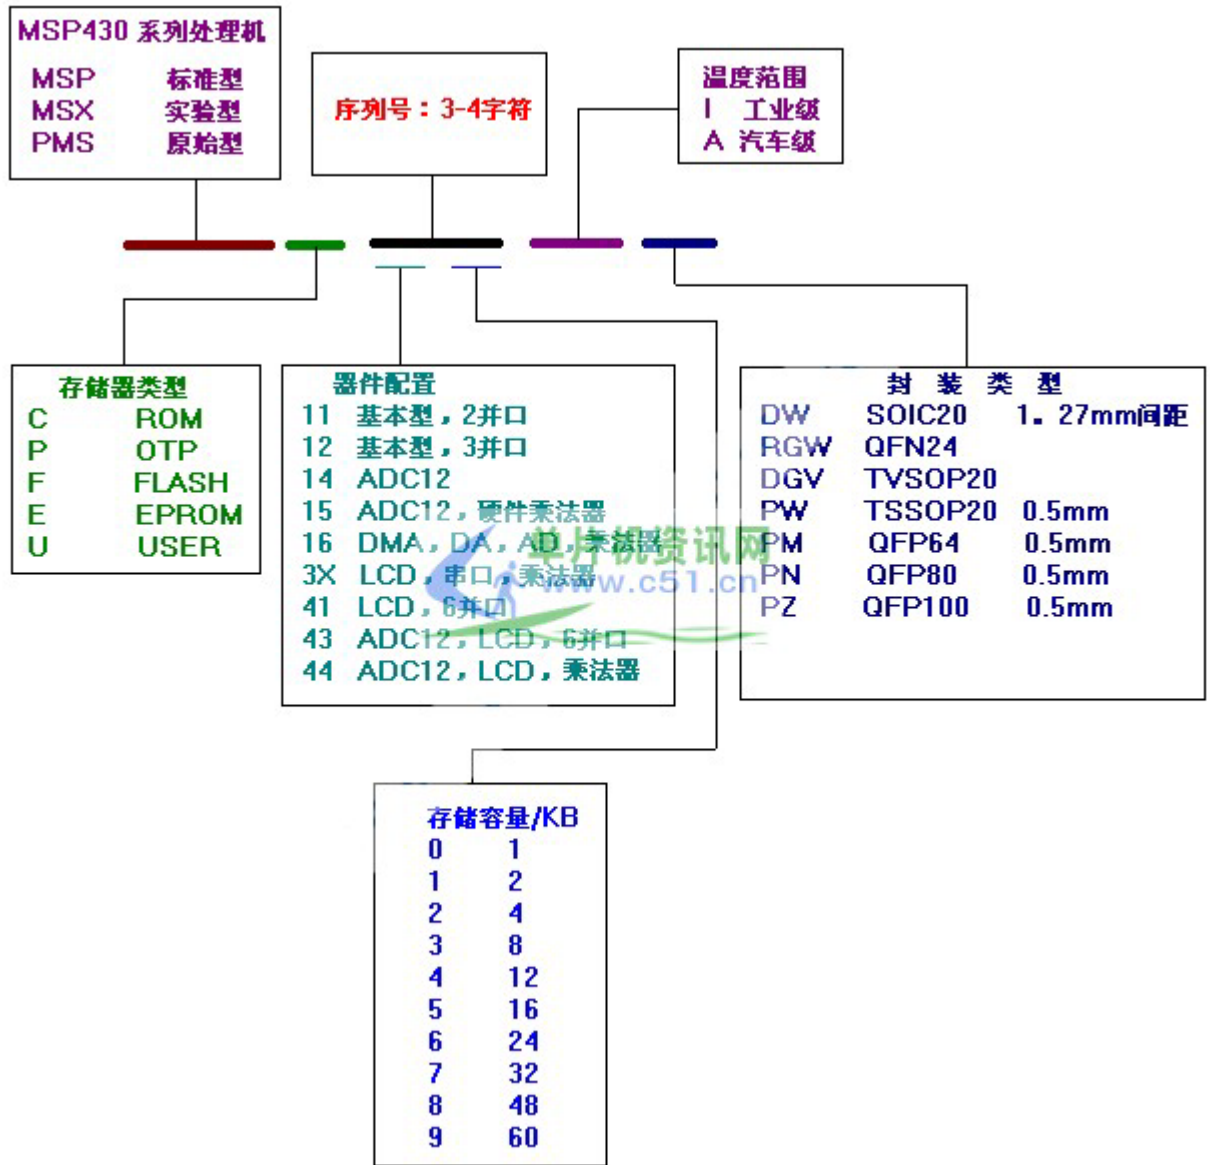 MSP430 系列处理机
MSP 标准型
MSX 实验型
PMS 原始型
序列号：3-4字符
温度范围
I 工业级
A 汽车级
存储器类型
C ROM
P OTP
F FLASH
E EPROM
U USER
器件配置
11 基本型，2并口
12 基本型，3并口
14 ADC12
15 ADC12，硬件乘法器
16 DMA，DA，AD，乘法器
3X LCD，串口，乘法器
41 LCD，6并口
43 ADC12，LCD，6并口
44 ADC12，LCD，乘法器
单片机资讯网
www.c51.cn
封 装 类 型
DW SOIC20 1．27mm间距
RGW QFN24
DGV TVSOP20
PW TSSOP20 0.5mm
PM QFP64 0.5mm
PN QFP80 0.5mm
PZ QFP100 0.5mm
存储容量/KB
0 1
1 2
2 4
3 8
4 12
5 16
6 24
7 32
8 48
9 60